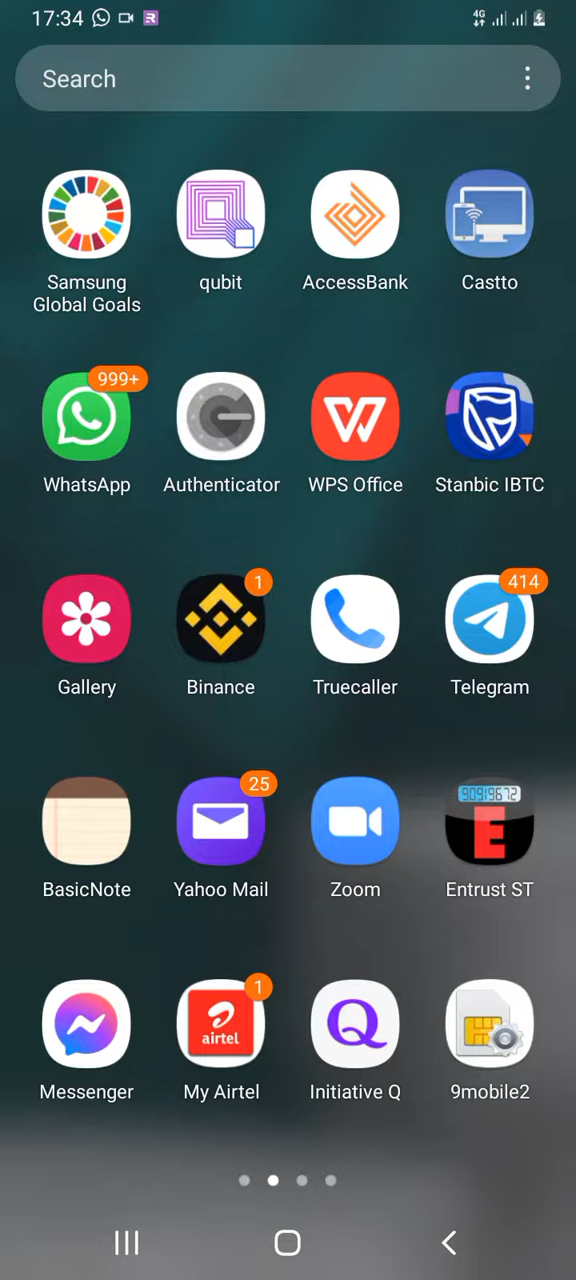 17:34
4G
Search
Samsung
Global Goals
qubit
AccessBank
Castto
999+
WhatsApp
Authenticator
WPS Office
Stanbic IBTC
Gallery
1
Binance
Truecaller
414
Telegram
BasicNote
25
Yahoo Mail
Zoom
90919672
E
Entrust ST
Messenger
1
airtel
My Airtel
Q
Initiative Q
9mobile2